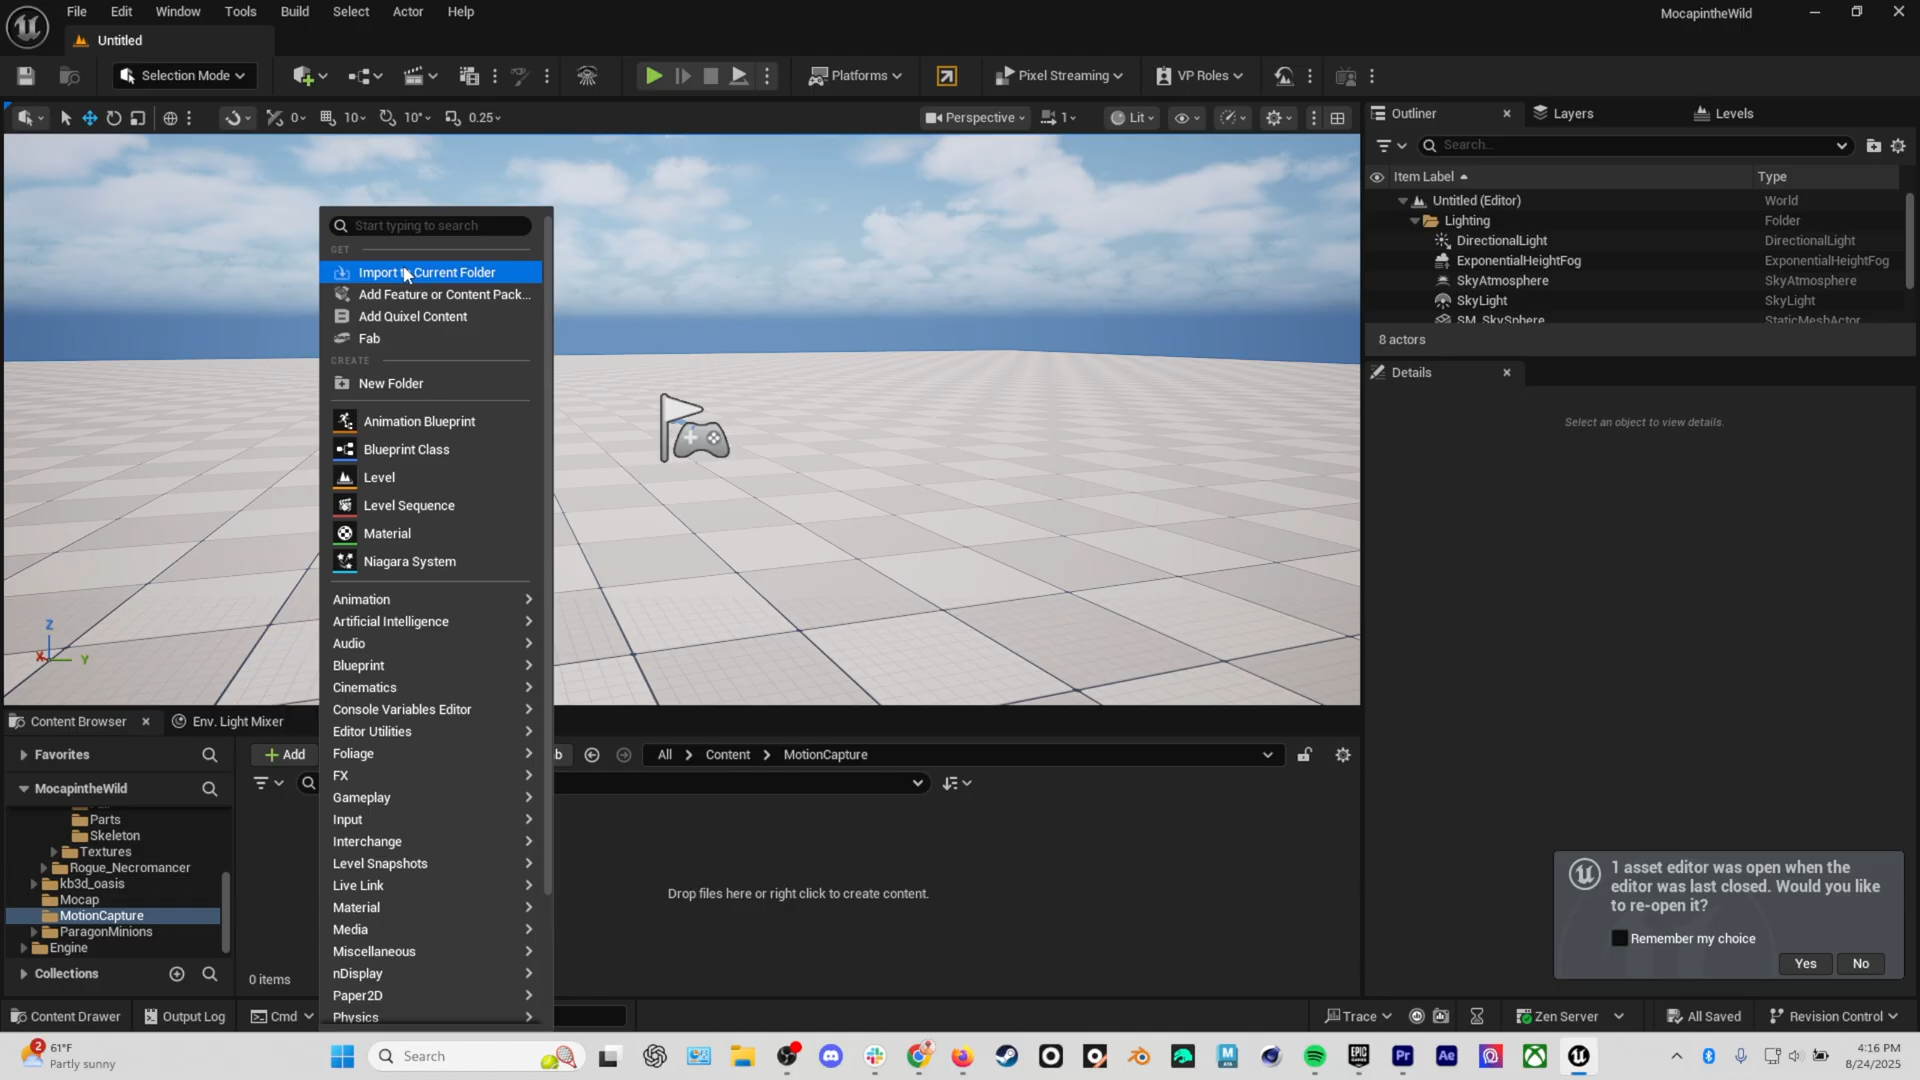 File Edit Window Tools Build Select Actor Help
MocapintheWild
Untitled
Selection Mode
Platforms
Pixel Streaming
VP Roles
0 10 10° 0.25
Perspective 1 Lit
Outliner Layers Levels
Search...
Item Label Type
Untitled (Editor) World
Lighting Folder
DirectionalLight DirectionalLight
ExponentialHeightFog ExponentialHeightFog
SkyAtmosphere SkyAtmosphere
SkyLight SkyLight
SM_SkySphere StaticMeshActor
8 actors
Details
Select an object to view details.
Start typing to search
GET
Import to Current Folder
Add Feature or Content Pack...
Add Quixel Content
Fab
CREATE
New Folder
Animation Blueprint
Blueprint Class
Level
Level Sequence
Material
Niagara System
Animation
Artificial Intelligence
Audio
Blueprint
Cinematics
Console Variables Editor
Editor Utilities
Foliage
FX
Gameplay
Input
Interchange
Level Snapshots
Live Link
Material
Media
Miscellaneous
nDisplay
Paper2D
Physics
Z
X Y
Content Browser Env. Light Mixer
Favorites
Add
b
All Content MotionCapture
MocapintheWild
Parts
Skeleton
Textures
Rogue_Necromancer
kb3d_oasis
Mocap
MotionCapture
ParagonMinions
Engine
Collections
0 items
Drop files here or right click to create content.
1 asset editor was open when the
editor was last closed. Would you like
to re-open it?
Remember my choice
Yes No
Content Drawer Output Log Cmd
Trace Zen Server All Saved Revision Control
2 61°F
Partly sunny
Search
EPIC GAMES
M
Pr
Ae
4:16 PM
8/24/2025